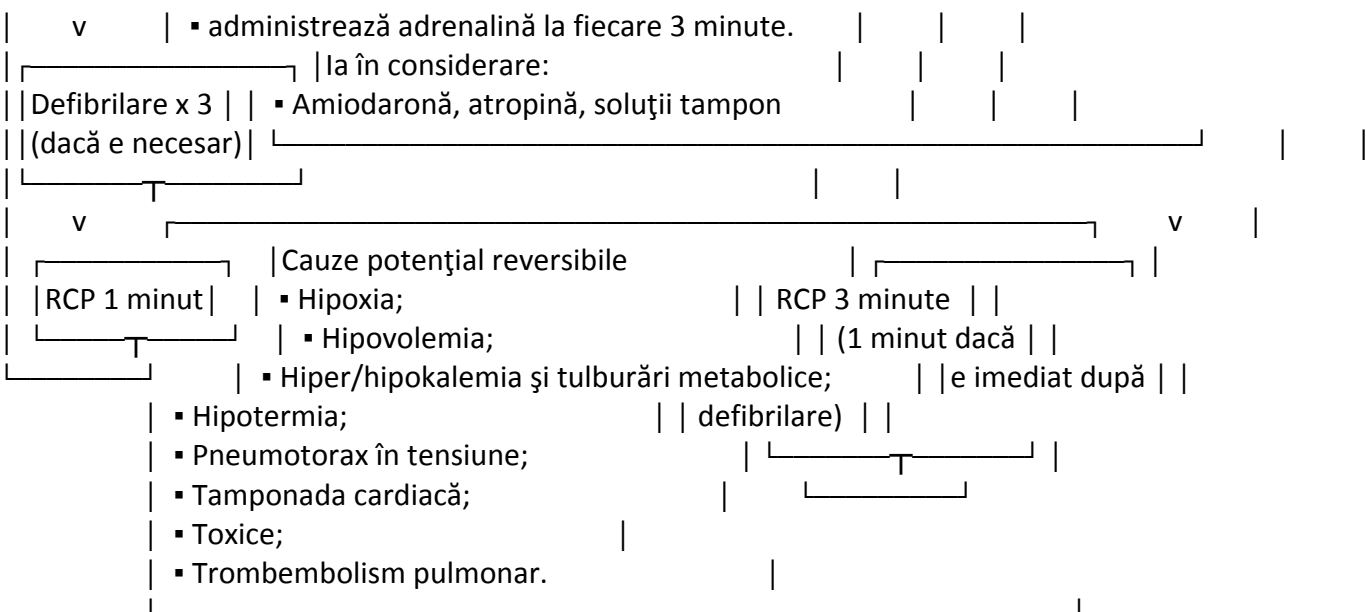 v ▪ administrează adrenalină la fiecare 3 minute.
Ia în considerare:
Defibrilare x 3 ▪ Amiodaronă, atropină, soluţii tampon
(dacă e necesar)
v v
Cauze potenţial reversibile
RCP 1 minut ▪ Hipoxia; RCP 3 minute
▪ Hipovolemia; (1 minut dacă
▪ Hiper/hipokalemia şi tulburări metabolice; e imediat după
▪ Hipotermia; defibrilare)
▪ Pneumotorax în tensiune;
▪ Tamponada cardiacă;
▪ Toxice;
▪ Trombembolism pulmonar.